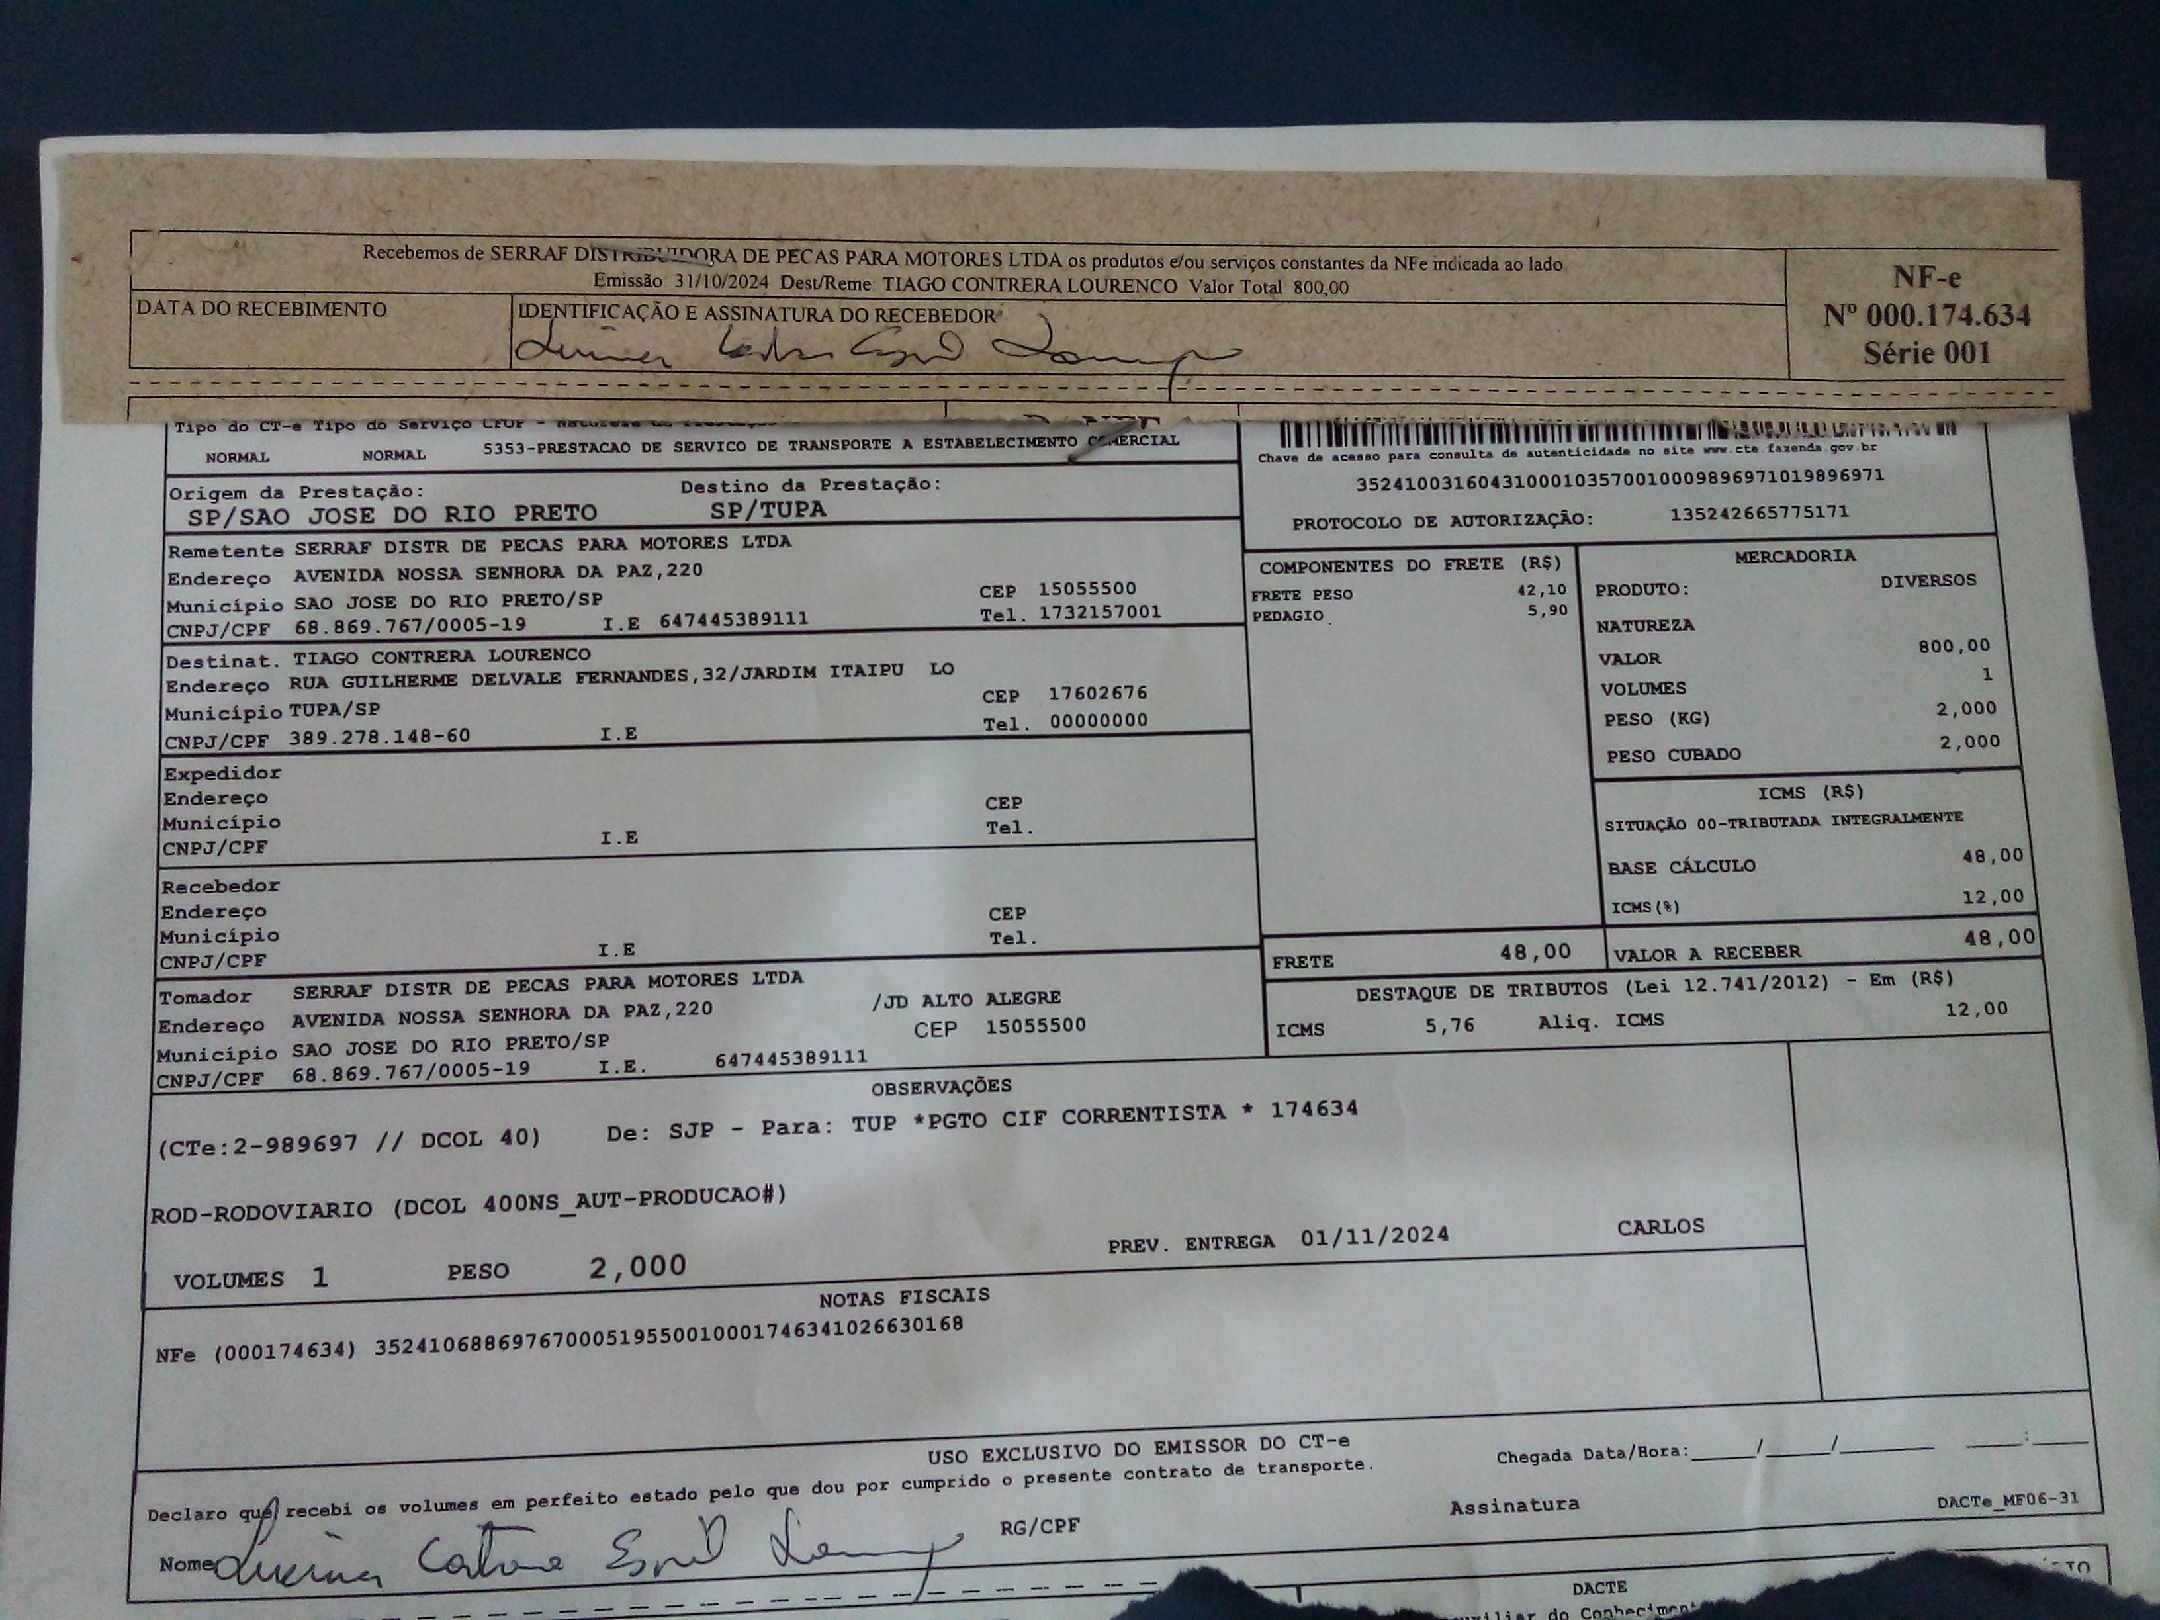 Recebemos de SERRAF DISTRIBUIDORA DE PECAS PARA MOTORES LTDA os produtos e/ou serviços constantes da NFe indicada ao lado
Emissão 31/10/2024 Dest/Reme: TIAGO CONTRERA LOURENCO Valor Total 800,00
NF-e
Nº 000.174.634
Série 001
DATA DO RECEBIMENTO
IDENTIFICAÇÃO E ASSINATURA DO RECEBEDOR
Tipo do CT-e Tipo do Serviço CFOP -
NORMAL NORMAL 5353-PRESTACAO DE SERVICO DE TRANSPORTE A ESTABELECIMENTO COMERCIAL
Chave de acesso para consulta de autenticidade no site www.cte.fazenda.gov.br
35241003160431000103570010009896971019896971
PROTOCOLO DE AUTORIZAÇÃO: 135242665775171
Origem da Prestação: Destino da Prestação:
SP/SAO JOSE DO RIO PRETO SP/TUPA
Remetente SERRAF DISTR DE PECAS PARA MOTORES LTDA
Endereço AVENIDA NOSSA SENHORA DA PAZ,220
Município SAO JOSE DO RIO PRETO/SP CEP 15055500
CNPJ/CPF 68.869.767/0005-19 I.E 647445389111 Tel. 1732157001
Destinat. TIAGO CONTRERA LOURENCO
Endereço RUA GUILHERME DELVALE FERNANDES,32/JARDIM ITAIPU LO
Município TUPA/SP CEP 17602676
CNPJ/CPF 389.278.148-60 I.E Tel. 00000000
Expedidor
Endereço
Município CEP
CNPJ/CPF I.E Tel.
Recebedor
Endereço
Município CEP
CNPJ/CPF I.E Tel.
Tomador SERRAF DISTR DE PECAS PARA MOTORES LTDA
Endereço AVENIDA NOSSA SENHORA DA PAZ,220 /JD ALTO ALEGRE
Município SAO JOSE DO RIO PRETO/SP CEP 15055500
CNPJ/CPF 68.869.767/0005-19 I.E. 647445389111
COMPONENTES DO FRETE (R$)
FRETE PESO 42,10
PEDAGIO 5,90
FRETE 48,00
MERCADORIA
PRODUTO: DIVERSOS
NATUREZA
VALOR 800,00
VOLUMES 1
PESO (KG) 2,000
PESO CUBADO 2,000
ICMS (R$)
SITUAÇÃO 00-TRIBUTADA INTEGRALMENTE
BASE CÁLCULO 48,00
ICMS(%) 12,00
VALOR A RECEBER 48,00
DESTAQUE DE TRIBUTOS (Lei 12.741/2012) - Em (R$)
ICMS 5,76 Aliq. ICMS 12,00
OBSERVAÇÕES
(CTe:2-989697 // DCOL 40) De: SJP - Para: TUP *PGTO CIF CORRENTISTA * 174634
ROD-RODOVIARIO (DCOL 400NS_AUT-PRODUCAO#)
VOLUMES 1 PESO 2,000 PREV. ENTREGA 01/11/2024 CARLOS
NOTAS FISCAIS
NFe (000174634) 35241068869767000519550010001746341026630168
USO EXCLUSIVO DO EMISSOR DO CT-e
Declaro que recebi os volumes em perfeito estado pelo que dou por cumprido o presente contrato de transporte.
Chegada Data/Hora:____/____/______ ____:____
Nome RG/CPF Assinatura DACTe_MF06-31
DACTE